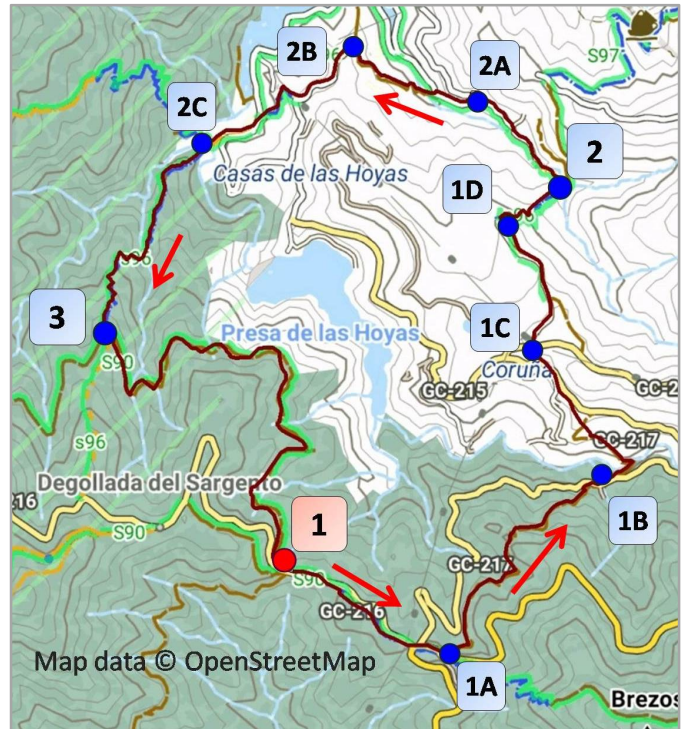 2B
S97
2A
2C
2
Casas de las Hoyas
1D
S96
3
Presa de las Hoyas
1C
S90
Coruña
GC-215
GC-2
s96
GC-217
Degollada del Sargento
16
1
S90
1B
GC-217
S90
GC-216
Map data © OpenStreetMap
1A
Brezos